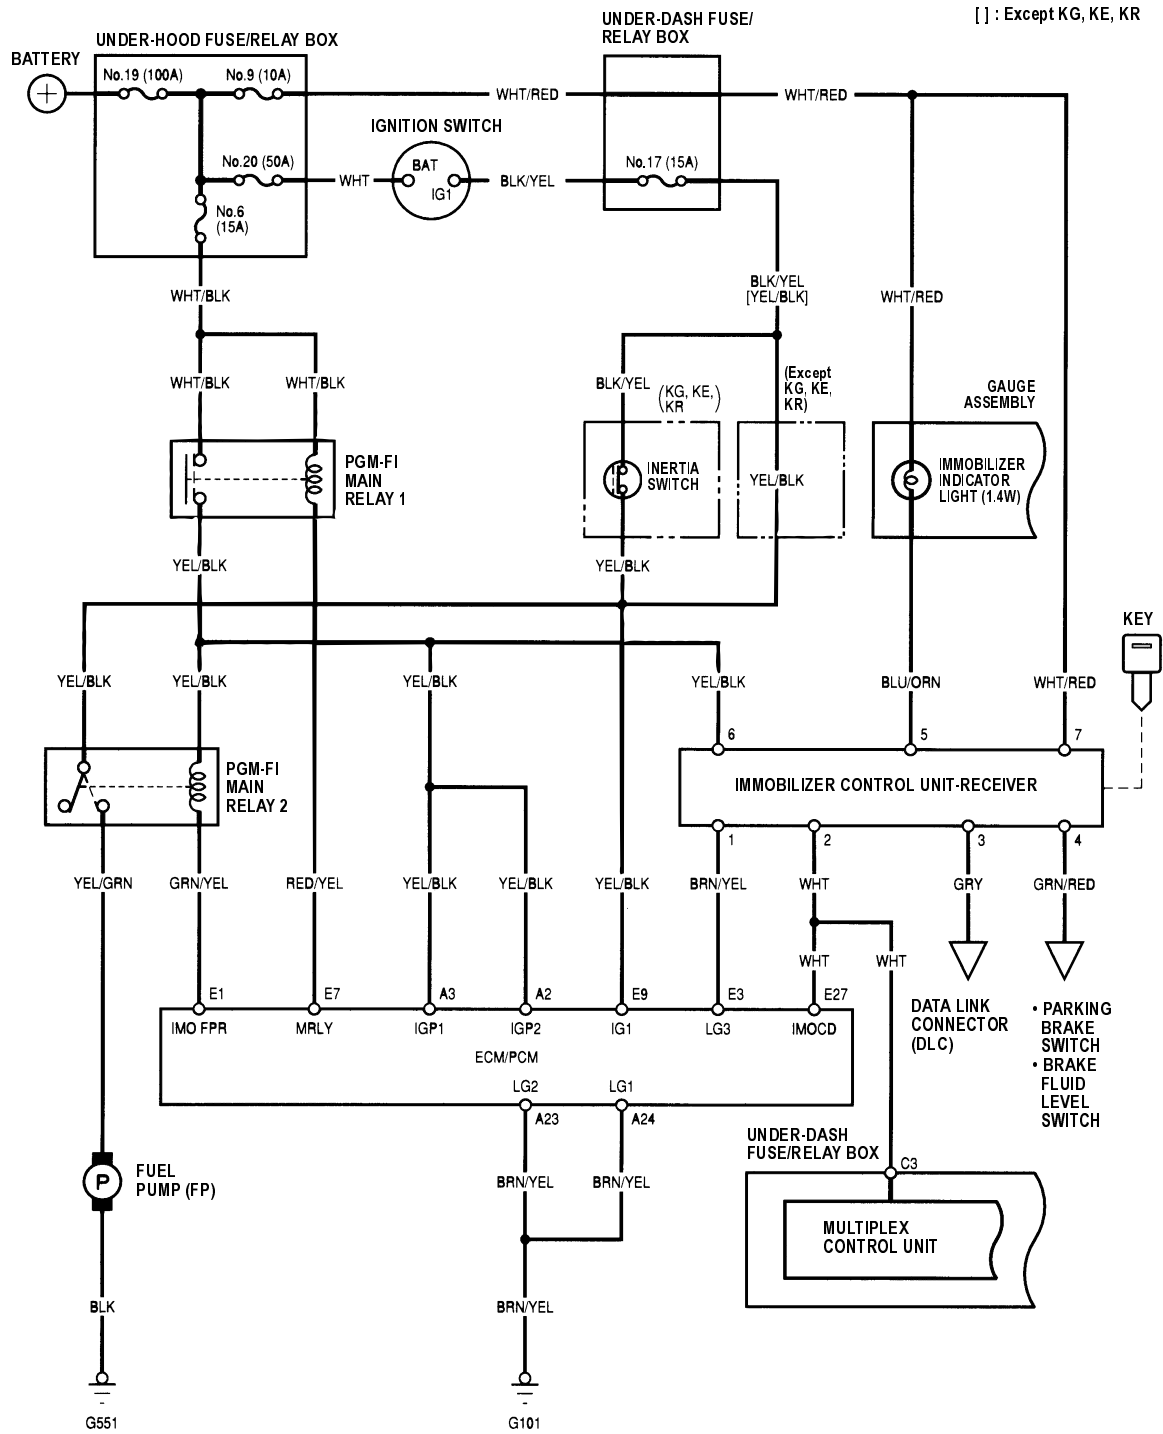 [ ] : Except KG, KE, KR
UNDER-DASH FUSE/
RELAY BOX
UNDER-HOOD FUSE/RELAY BOX
BATTERY
No.19 (100A)
No.9 (10A)
WHT/RED
WHT/RED
IGNITION SWITCH
No.20 (50A)
WHT
BAT
IG1
BLK/YEL
No.17 (15A)
No.6
(15A)
WHT/BLK
BLK/YEL
[YEL/BLK]
WHT/RED
WHT/BLK
WHT/BLK
BLK/YEL
(KG, KE,
KR)
(Except
KG, KE,
KR)
GAUGE
ASSEMBLY
PGM-FI
MAIN
RELAY 1
INERTIA
SWITCH
YEL/BLK
IMMOBILIZER
INDICATOR
LIGHT (1.4W)
YEL/BLK
YEL/BLK
KEY
YEL/BLK
YEL/BLK
YEL/BLK
YEL/BLK
BLU/ORN
WHT/RED
6
5
7
PGM-FI
MAIN
RELAY 2
IMMOBILIZER CONTROL UNIT-RECEIVER
1
2
3
4
YEL/GRN
GRN/YEL
RED/YEL
YEL/BLK
YEL/BLK
YEL/BLK
BRN/YEL
WHT
GRY
GRN/RED
WHT
WHT
E1
E7
A3
A2
E9
E3
E27
IMO FPR
MRLY
IGP1
IGP2
IG1
LG3
IMOCD
ECM/PCM
LG2
LG1
A23
A24
DATA LINK
CONNECTOR
(DLC)
• PARKING
BRAKE
SWITCH
• BRAKE
FLUID
LEVEL
SWITCH
UNDER-DASH
FUSE/RELAY BOX
C3
P
FUEL
PUMP (FP)
BRN/YEL
BRN/YEL
MULTIPLEX
CONTROL UNIT
BLK
BRN/YEL
G551
G101